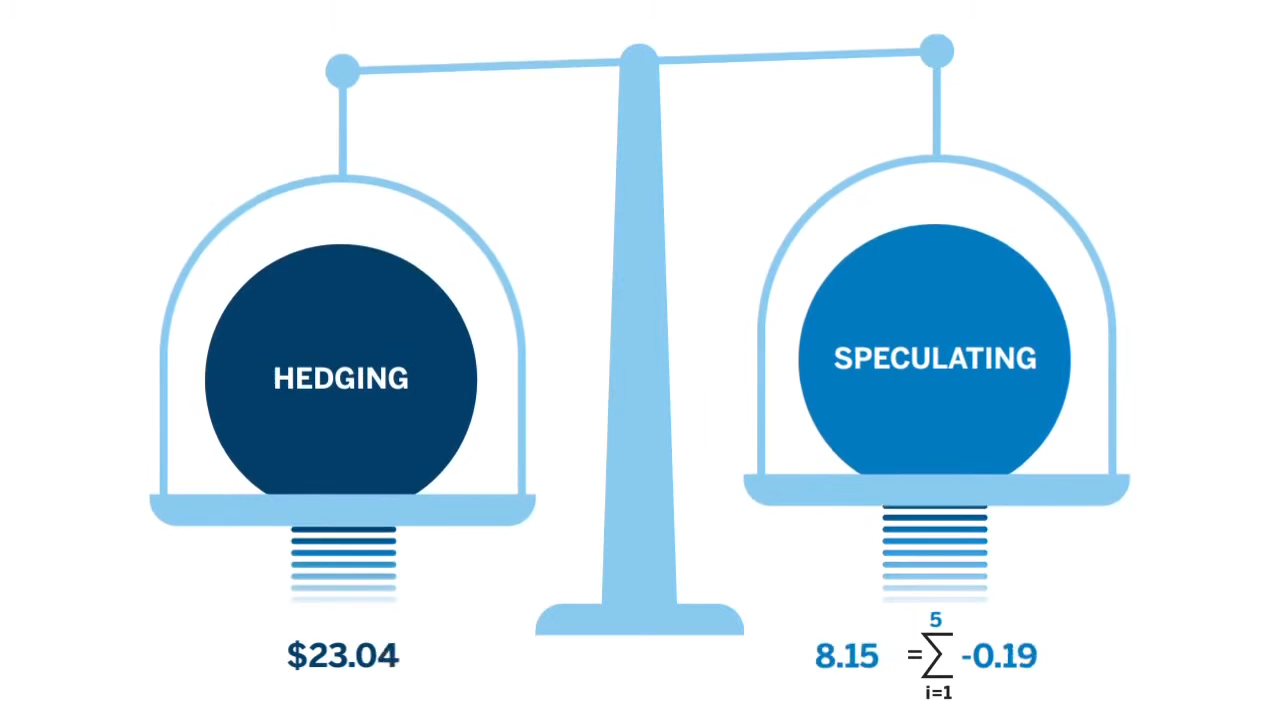 HEDGING
SPECULATING
$23.04
5
8.15 =∑ -0.19
i=1